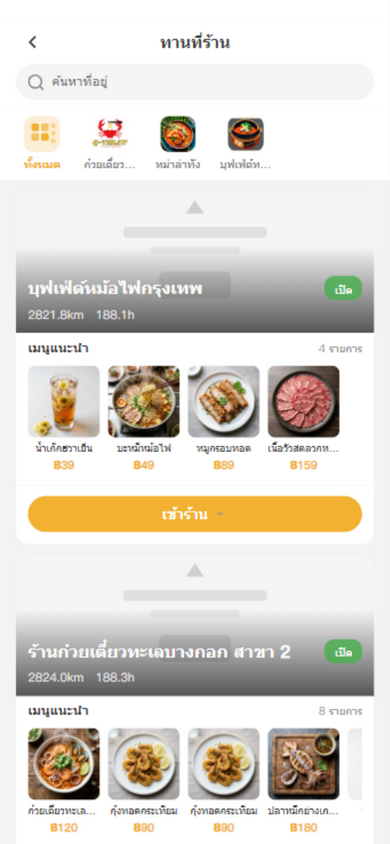 ทานที่ร้าน
ค้นหาที่อยู่
ทั้งหมด ก๋วยเตี๋ยว... หม่าล่าทัง บุฟเฟ่ต์ห...
บุฟเฟ่ต์หม้อไฟกรุงเทพ เปิด
2821.8km 188.1h
เมนูแนะนำ 4 รายการ
น้ำเก๊กฮวยเย็น บะหมี่หม้อไฟ หมูกรอบทอด เนื้อวัวสดลวกห...
฿39 ฿49 ฿89 ฿159
เข้าร้าน
ร้านก๋วยเตี๋ยวทะเลบางกอก สาขา 2 เปิด
2824.0km 188.3h
เมนูแนะนำ 8 รายการ
ก๋วยเตี๋ยวทะเล... กุ้งทอดกระเทียม กุ้งทอดกระเทียม ปลาหมึกย่างเก...
฿120 ฿90 ฿90 ฿180